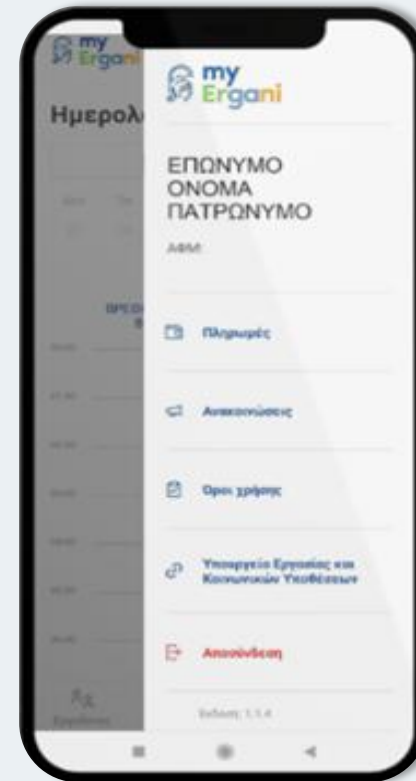 my
Ergani
Ημερολ
my
Ergani
ΕΠΩΝΥΜΟ
ΟΝΟΜΑ
ΠΑΤΡΩΝΥΜΟ
ΑΦΜ:
Πληρωμές
Ανακοινώσεις
Όροι χρήσης
Υπουργείο Εργασίας και
Κοινωνικών Υποθέσεων
Αποσύνδεση
Έκδοση: 1.1.4